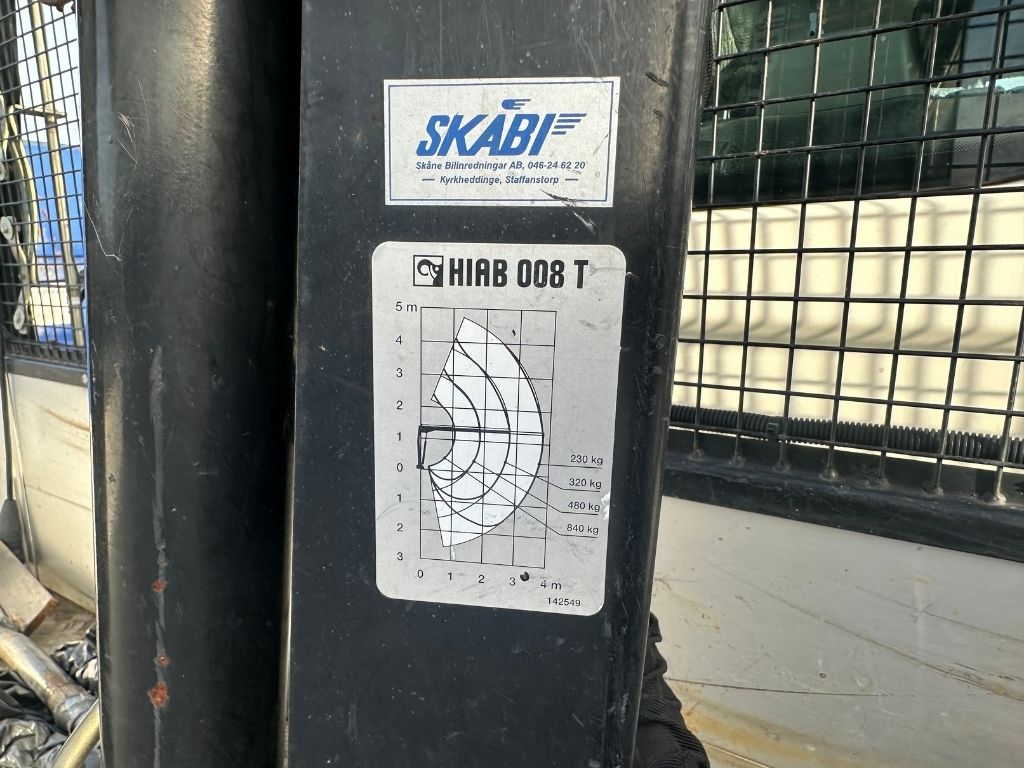 SKABI
Skåne Bilinredningar AB, 046-24 62 20
Kyrkheddinge, Staffanstorp
HIAB 008 T
5 m
4
3
2
1
0
1
2
3
230 kg
320 kg
480 kg
840 kg
0 1 2 3 4 m
142549